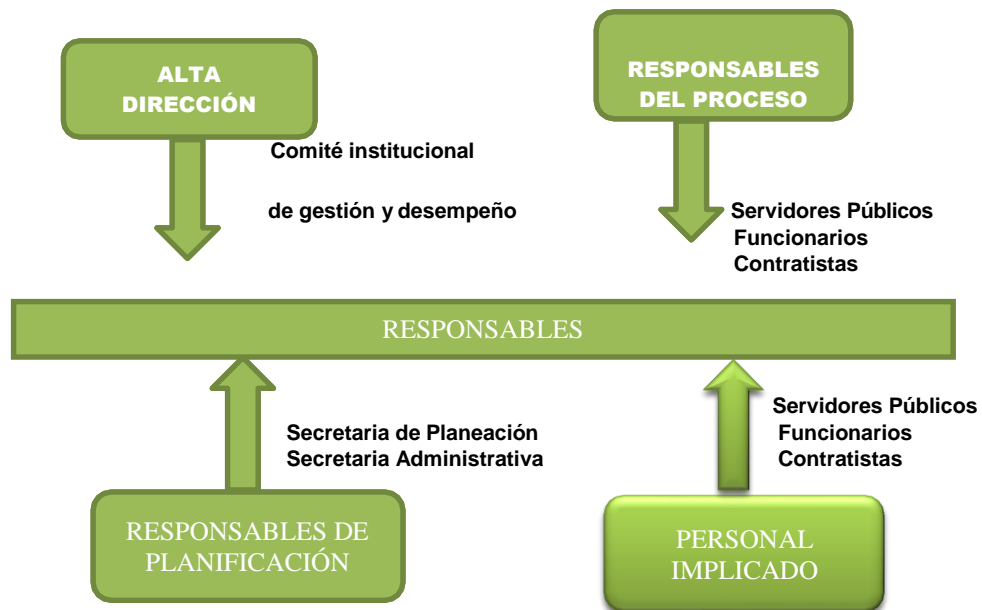 ALTA
DIRECCIÓN
RESPONSABLES
DEL PROCESO
Comité institucional
de gestión y desempeño
Servidores Públicos
Funcionarios
Contratistas
RESPONSABLES
Secretaria de Planeación
Secretaria Administrativa
Servidores Públicos
Funcionarios
Contratistas
RESPONSABLES DE
PLANIFICACIÓN
PERSONAL
IMPLICADO